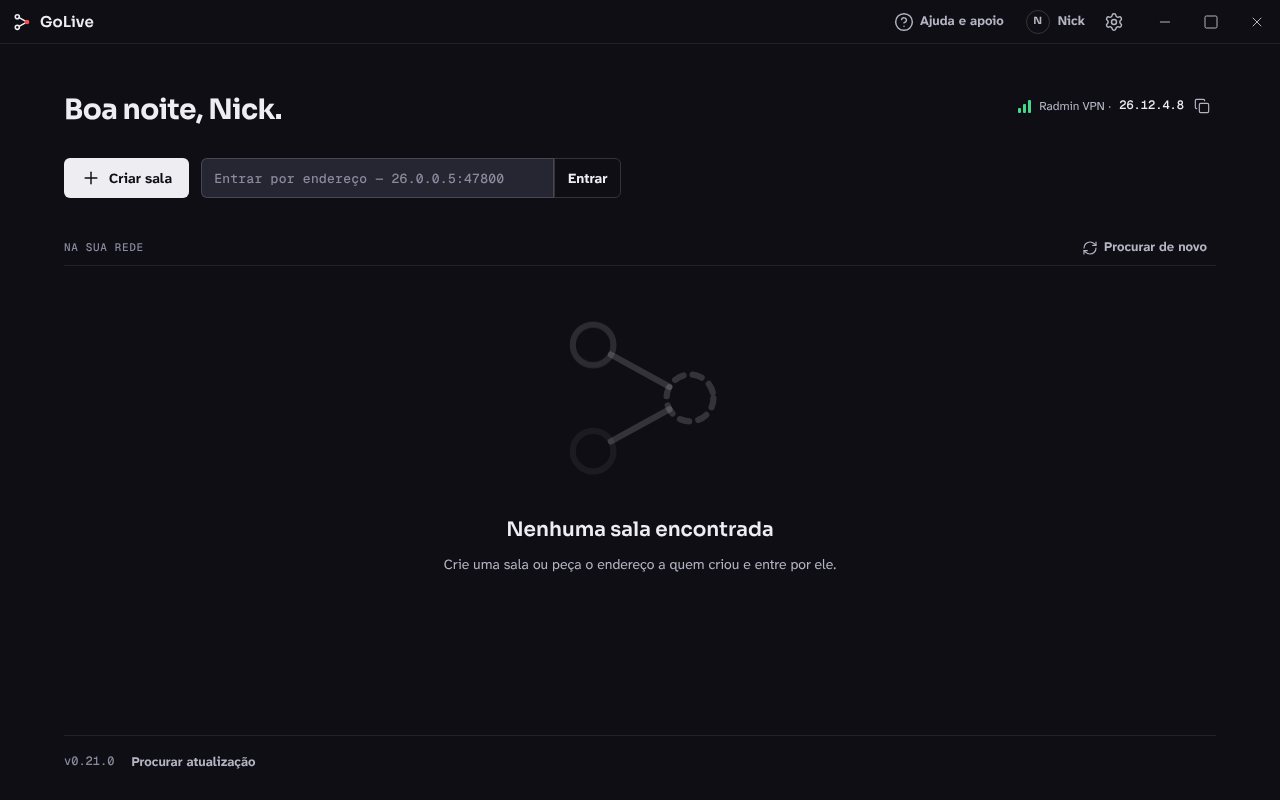 GoLive
Ajuda e apoio
N
Nick
Boa noite, Nick.
Radmin VPN · 26.12.4.8
Criar sala
Entrar por endereço — 26.0.0.5:47800
Entrar
NA SUA REDE
Procurar de novo
Nenhuma sala encontrada
Crie uma sala ou peça o endereço a quem criou e entre por ele.
v0.21.0
Procurar atualização